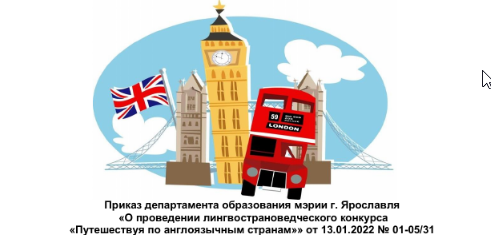 59
LONDON
Приказ департамента образования мэрии г. Ярославля
«О проведении лингвострановедческого конкурса
«Путешествуя по англоязычным странам»» от 13.01.2022 № 01-05/31